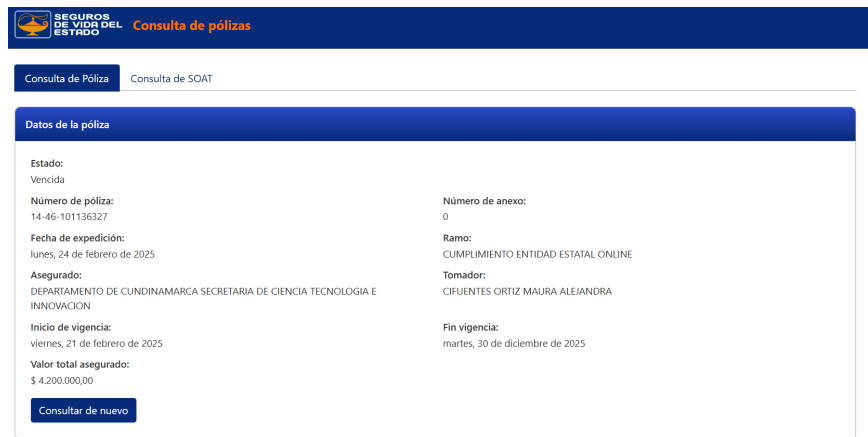 SEGUROS
DE VIDA DEL
ESTADO
Consulta de pólizas
Consulta de Póliza
Consulta de SOAT
Datos de la póliza
Estado:
Vencida
Número de póliza:
14-46-101136327
Número de anexo:
0
Fecha de expedición:
lunes, 24 de febrero de 2025
Ramo:
CUMPLIMIENTO ENTIDAD ESTATAL ONLINE
Asegurado:
DEPARTAMENTO DE CUNDINAMARCA SECRETARIA DE CIENCIA TECNOLOGIA E
INNOVACION
Tomador:
CIFUENTES ORTIZ MAURA ALEJANDRA
Inicio de vigencia:
viernes, 21 de febrero de 2025
Fin vigencia:
martes, 30 de diciembre de 2025
Valor total asegurado:
$ 4.200.000,00
Consultar de nuevo